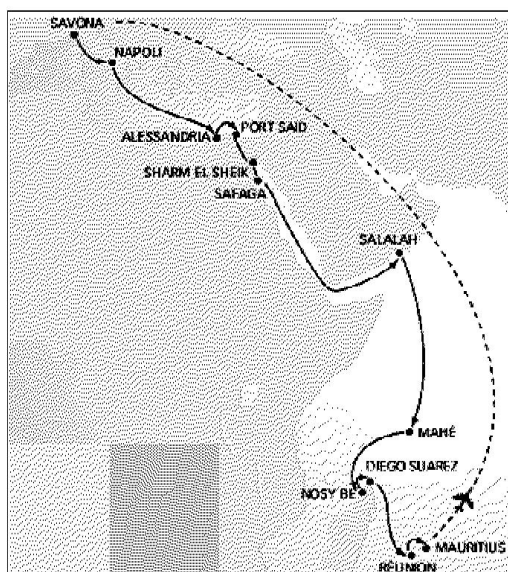 SAVONA
NAPOLI
ALESSANDRIA
PORT SAID
SHARM EL SHEIK
SAFAGA
SALALAH
MAHÉ
DIEGO SUAREZ
NOSY BE
MAURITIUS
RÉUNION